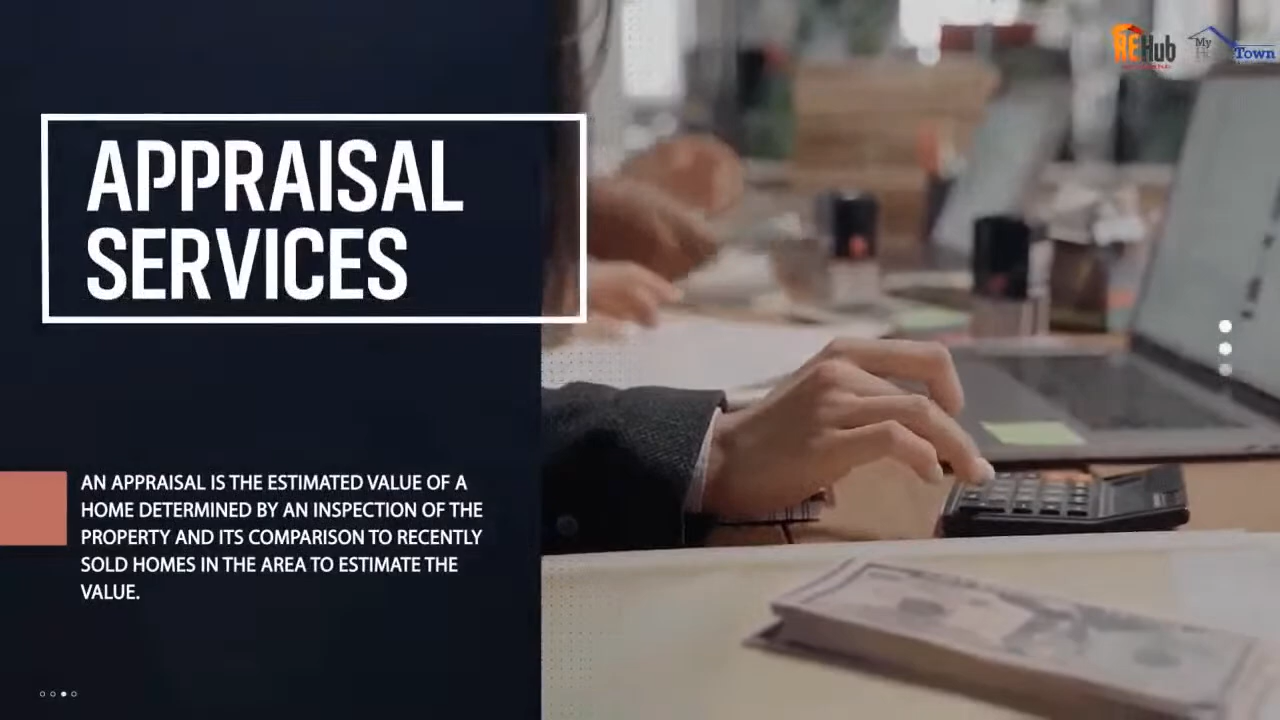 REHub
My
Town
APPRAISAL
SERVICES
AN APPRAISAL IS THE ESTIMATED VALUE OF A
HOME DETERMINED BY AN INSPECTION OF THE
PROPERTY AND ITS COMPARISON TO RECENTLY
SOLD HOMES IN THE AREA TO ESTIMATE THE
VALUE.